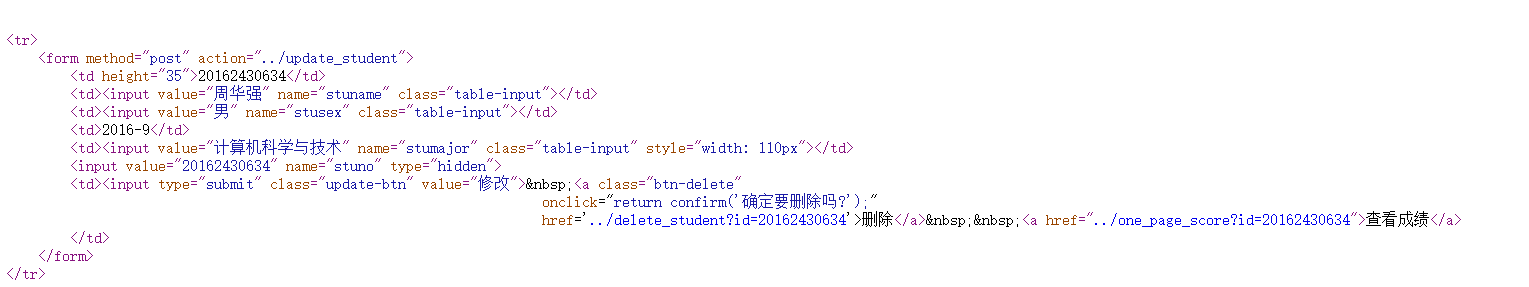 <tr>
<form method="post" action="../update_student">
<td height="35">20162430634</td>
<td><input value="周华强" name="stuname" class="table-input"></td>
<td><input value="男" name="stusex" class="table-input"></td>
<td>2016-9</td>
<td><input value="计算机科学与技术" name="stumajor" class="table-input" style="width: 110px"></td>
<input value="20162430634" name="stuno" type="hidden">
<td><input type="submit" class="update-btn" value="修改">&nbsp;<a class="btn-delete"
onclick="return confirm('确定要删除吗?');"
href='../delete_student?id=20162430634'>删除</a>&nbsp;&nbsp;<a href="../one_page_score?id=20162430634">查看成绩</a>
</td>
</form>
</tr>